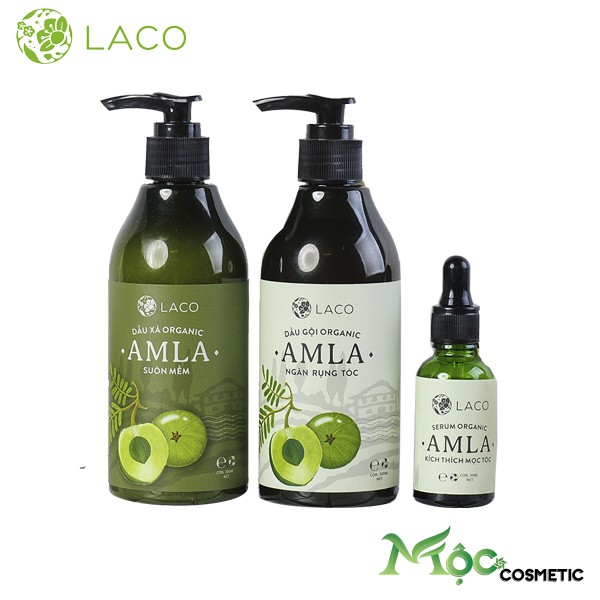 LACO
LACO
DẦU XẢ ORGANIC
AMLA
SUÔN MỀM
LACO
DẦU GỘI ORGANIC
AMLA
NGĂN RỤNG TÓC
LACO
SERUM ORGANIC
AMLA
KÍCH THÍCH MỌC TÓC
MỘC COSMETIC